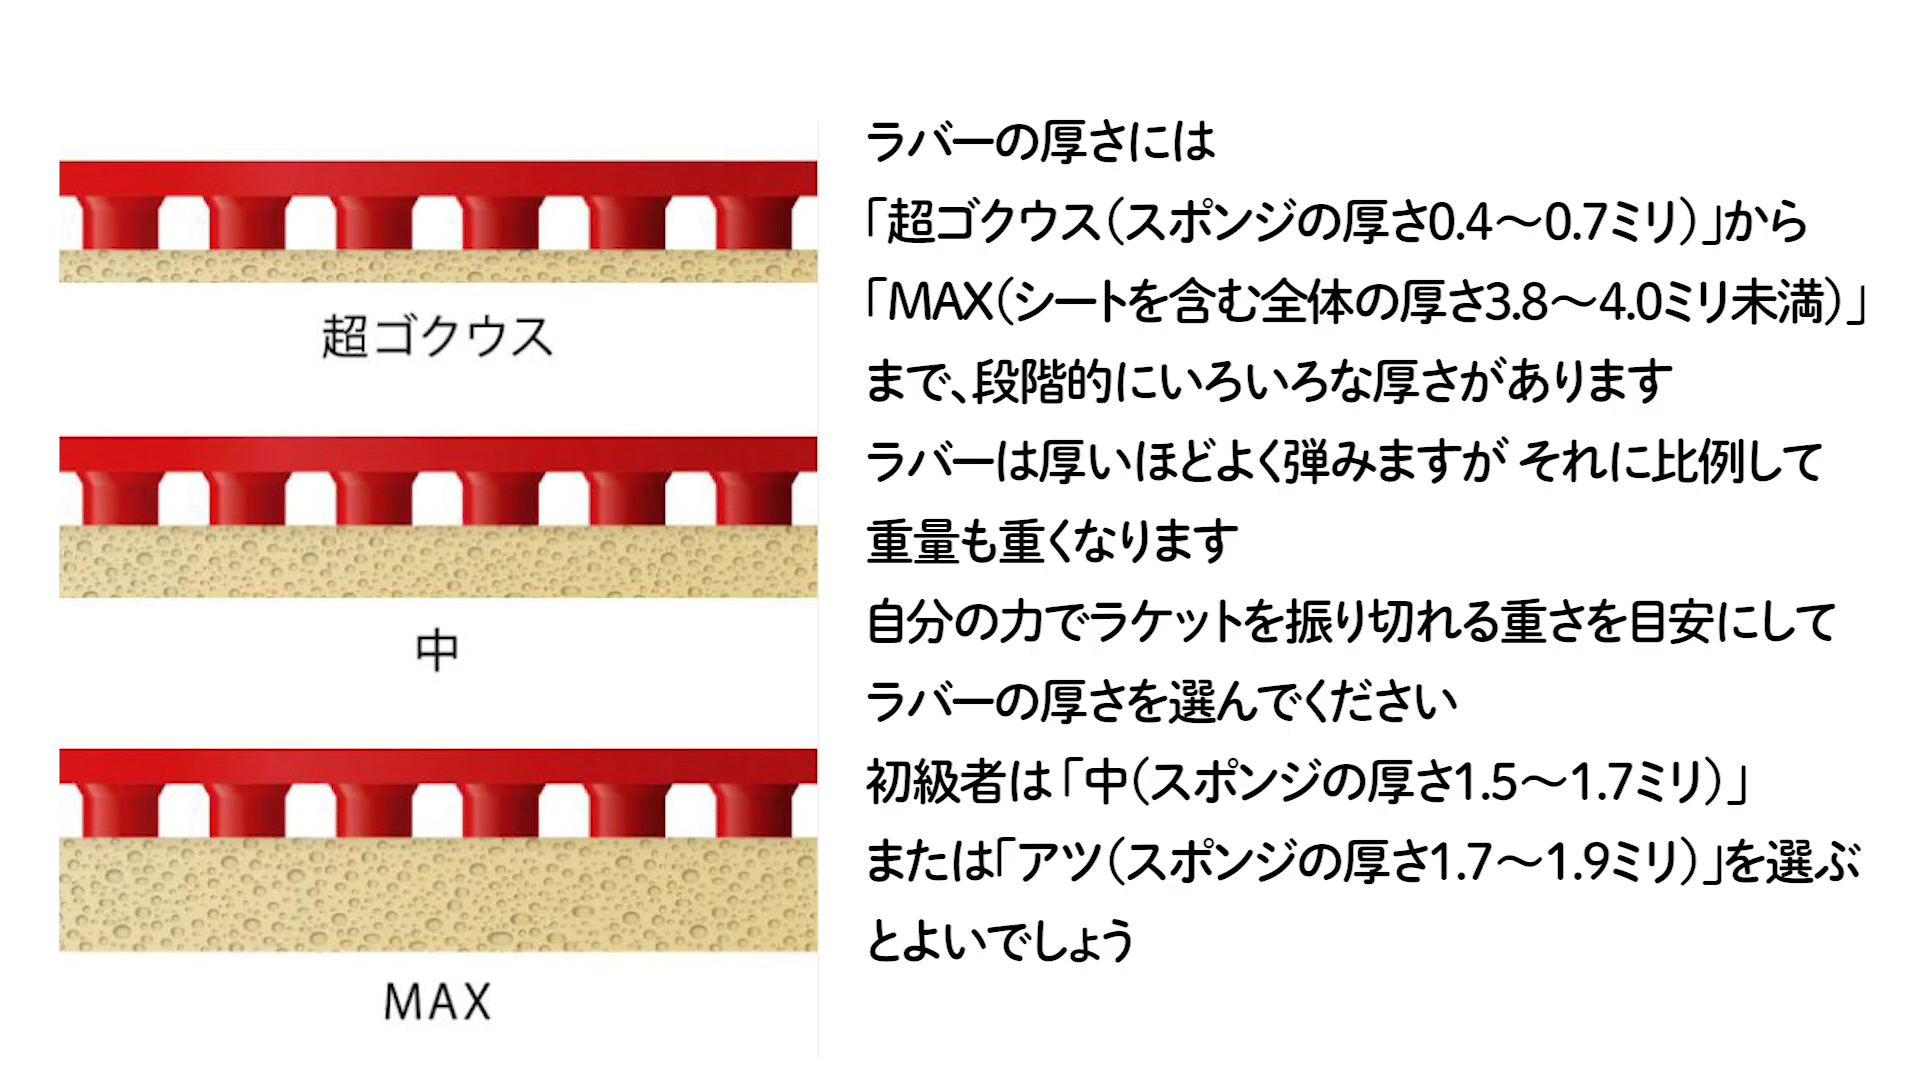 超ゴクウス
中
MAX
ラバーの厚さには
「超ゴクウス(スポンジの厚さ0.4〜0.7ミリ)」から
「MAX(シートを含む全体の厚さ3.8〜4.0ミリ未満)」
まで、段階的にいろいろな厚さがあります
ラバーは厚いほどよく弾みますが それに比例して
重量も重くなります
自分の力でラケットを振り切れる重さを目安にして
ラバーの厚さを選んでください
初級者は「中(スポンジの厚さ1.5〜1.7ミリ)」
または「アツ(スポンジの厚さ1.7〜1.9ミリ)」を選ぶ
とよいでしょう